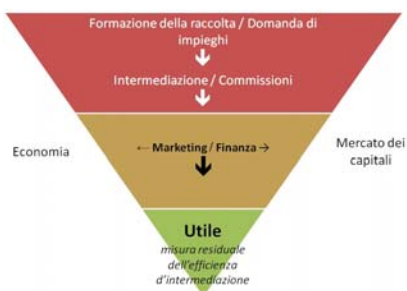 Formazione della raccolta / Domanda di
impieghi
Intermediazione / Commissioni
Economia
← Marketing / Finanza →
Mercato dei
capitali
Utile
misura residuale
dell'efficienza
d'intermediazione